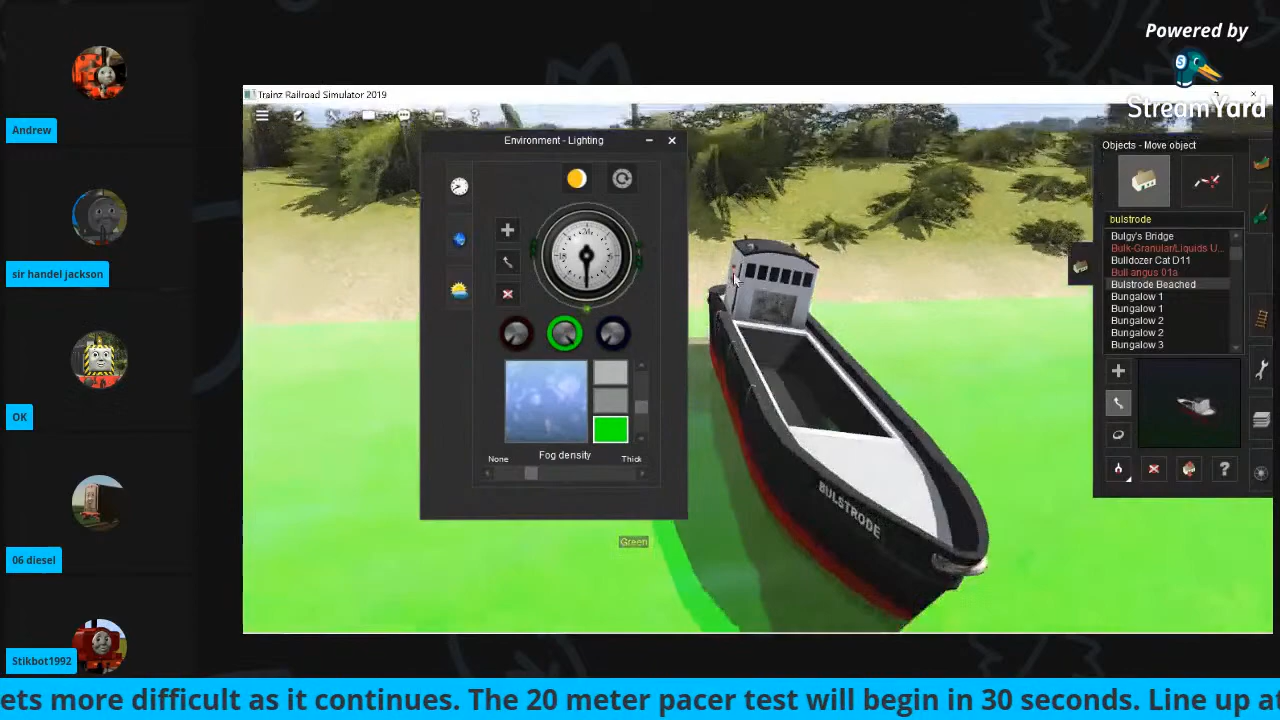 Powered by
StreamYard
Trainz Railroad Simulator 2019
Andrew
sir handel jackson
OK
06 diesel
Stikbot1992
Environment - Lighting
Fog density
None
Thick
Green
BULSTRODE
Objects - Move object
bulstrode
Bulgy's Bridge
Bulk-Granular/Liquids U...
Bulldozer Cat D11
Bull angus 01a
Bulstrode Beached
Bungalow 1
Bungalow 1
Bungalow 2
Bungalow 2
Bungalow 3
ets more difficult as it continues. The 20 meter pacer test will begin in 30 seconds. Line up at